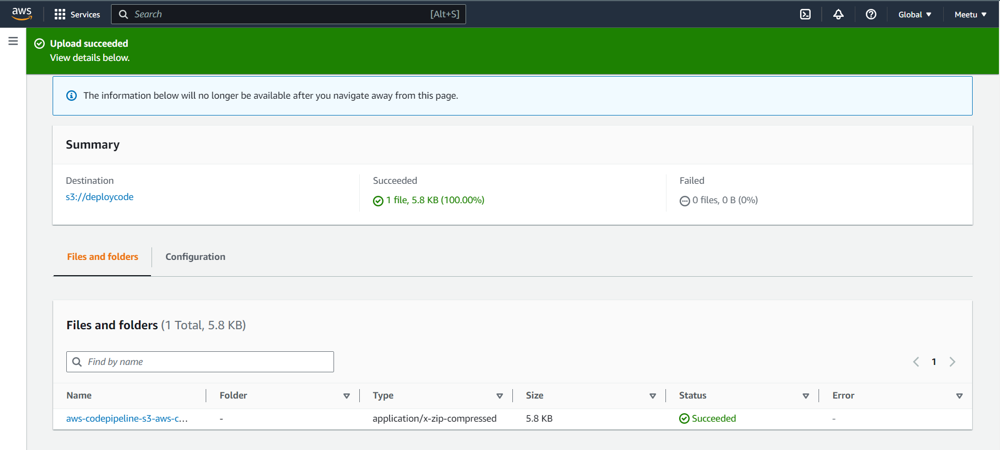 aws Services Search [Alt+S] Global Meetu
Upload succeeded
View details below.
The information below will no longer be available after you navigate away from this page.
Summary
Destination Succeeded Failed
s3://deploycode 1 file, 5.8 KB (100.00%) 0 files, 0 B (0%)
Files and folders Configuration
Files and folders (1 Total, 5.8 KB)
Find by name 1
Name Folder Type Size Status Error
aws-codepipeline-s3-aws-c... - application/x-zip-compressed 5.8 KB Succeeded -